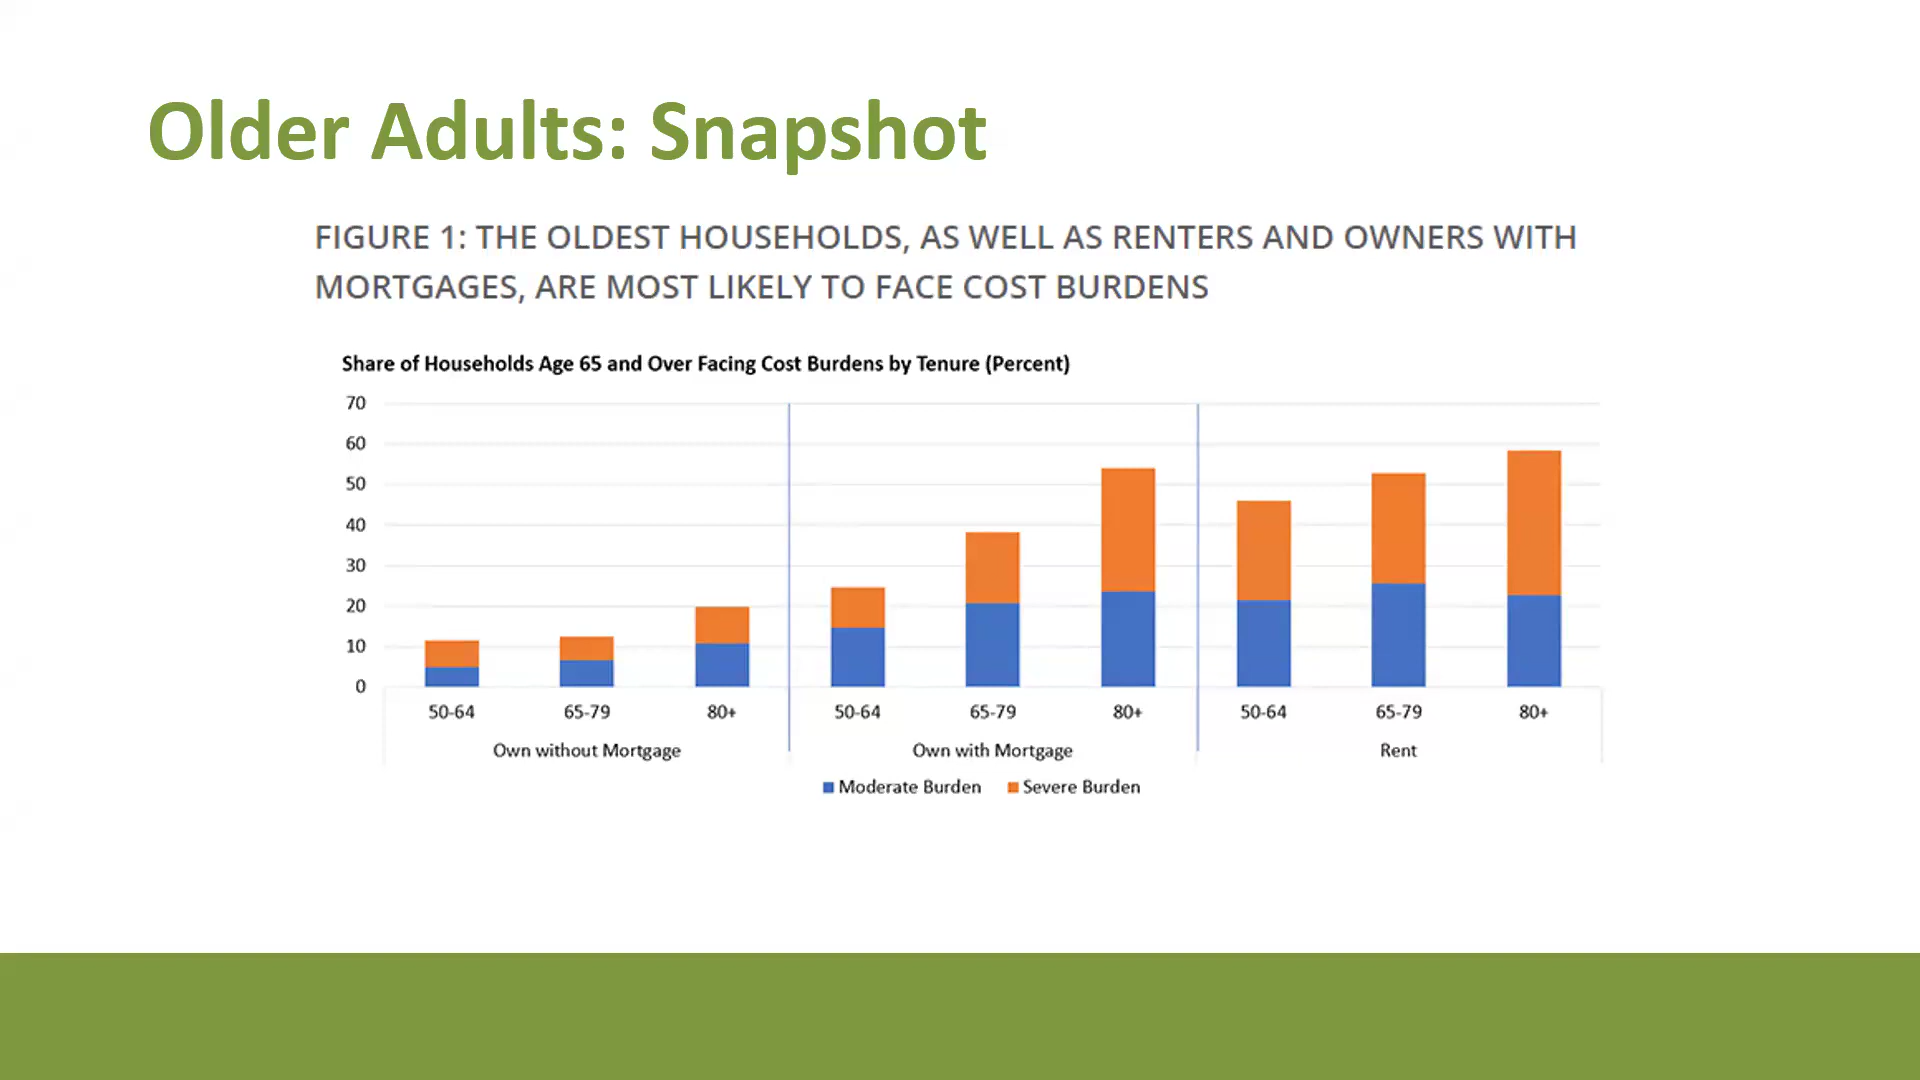 Older Adults: Snapshot
FIGURE 1: THE OLDEST HOUSEHOLDS, AS WELL AS RENTERS AND OWNERS WITH
MORTGAGES, ARE MOST LIKELY TO FACE COST BURDENS
Share of Households Age 65 and Over Facing Cost Burdens by Tenure (Percent)
70
60
50
40
30
20
10
0
50-64 65-79 80+ 50-64 65-79 80+ 50-64 65-79 80+
Own without Mortgage Own with Mortgage Rent
Moderate Burden Severe Burden